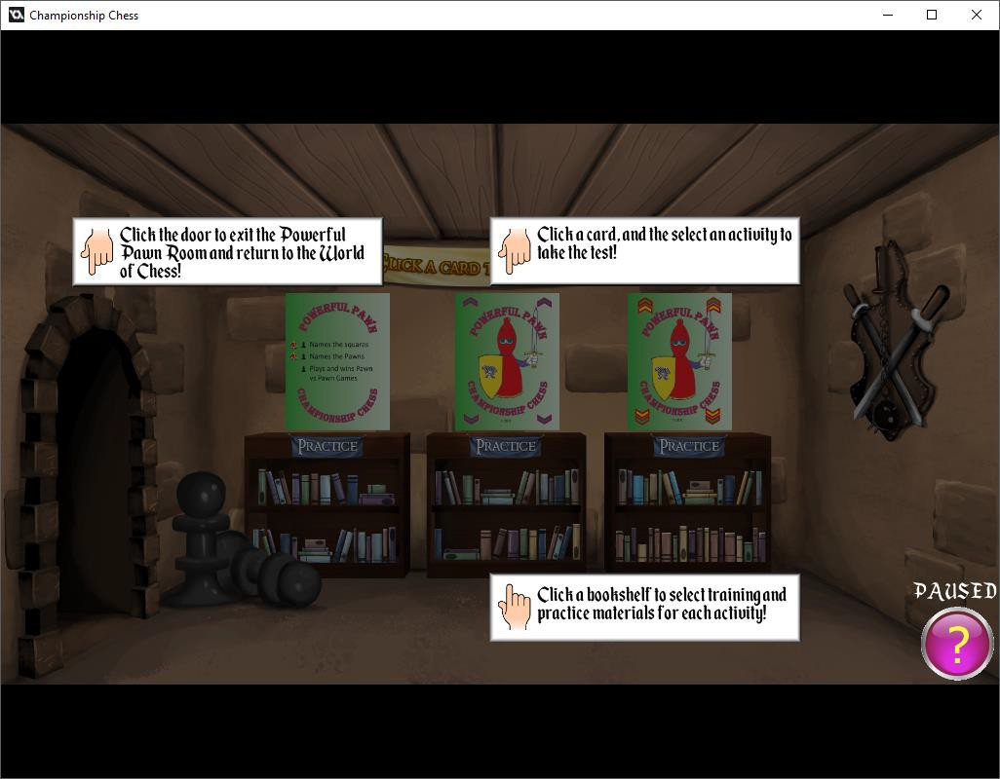 Championship Chess
Click the door to exit the Powerful
Pawn Room and return to the World
of Chess!
Click a card, and the select an activity to
take the test!
CLICK A CARD T
POWERFUL PAWN
Names the squares
Names the Pawns
Plays and wins Pawn
vs Pawn Games
CHAMPIONSHIP CHESS
POWERFUL PAWN
CHAMPIONSHIP CHESS
POWERFUL PAWN
CHAMPIONSHIP CHESS
PRACTICE
PRACTICE
PRACTICE
Click a bookshelf to select training and
practice materials for each activity!
PAUSED
?